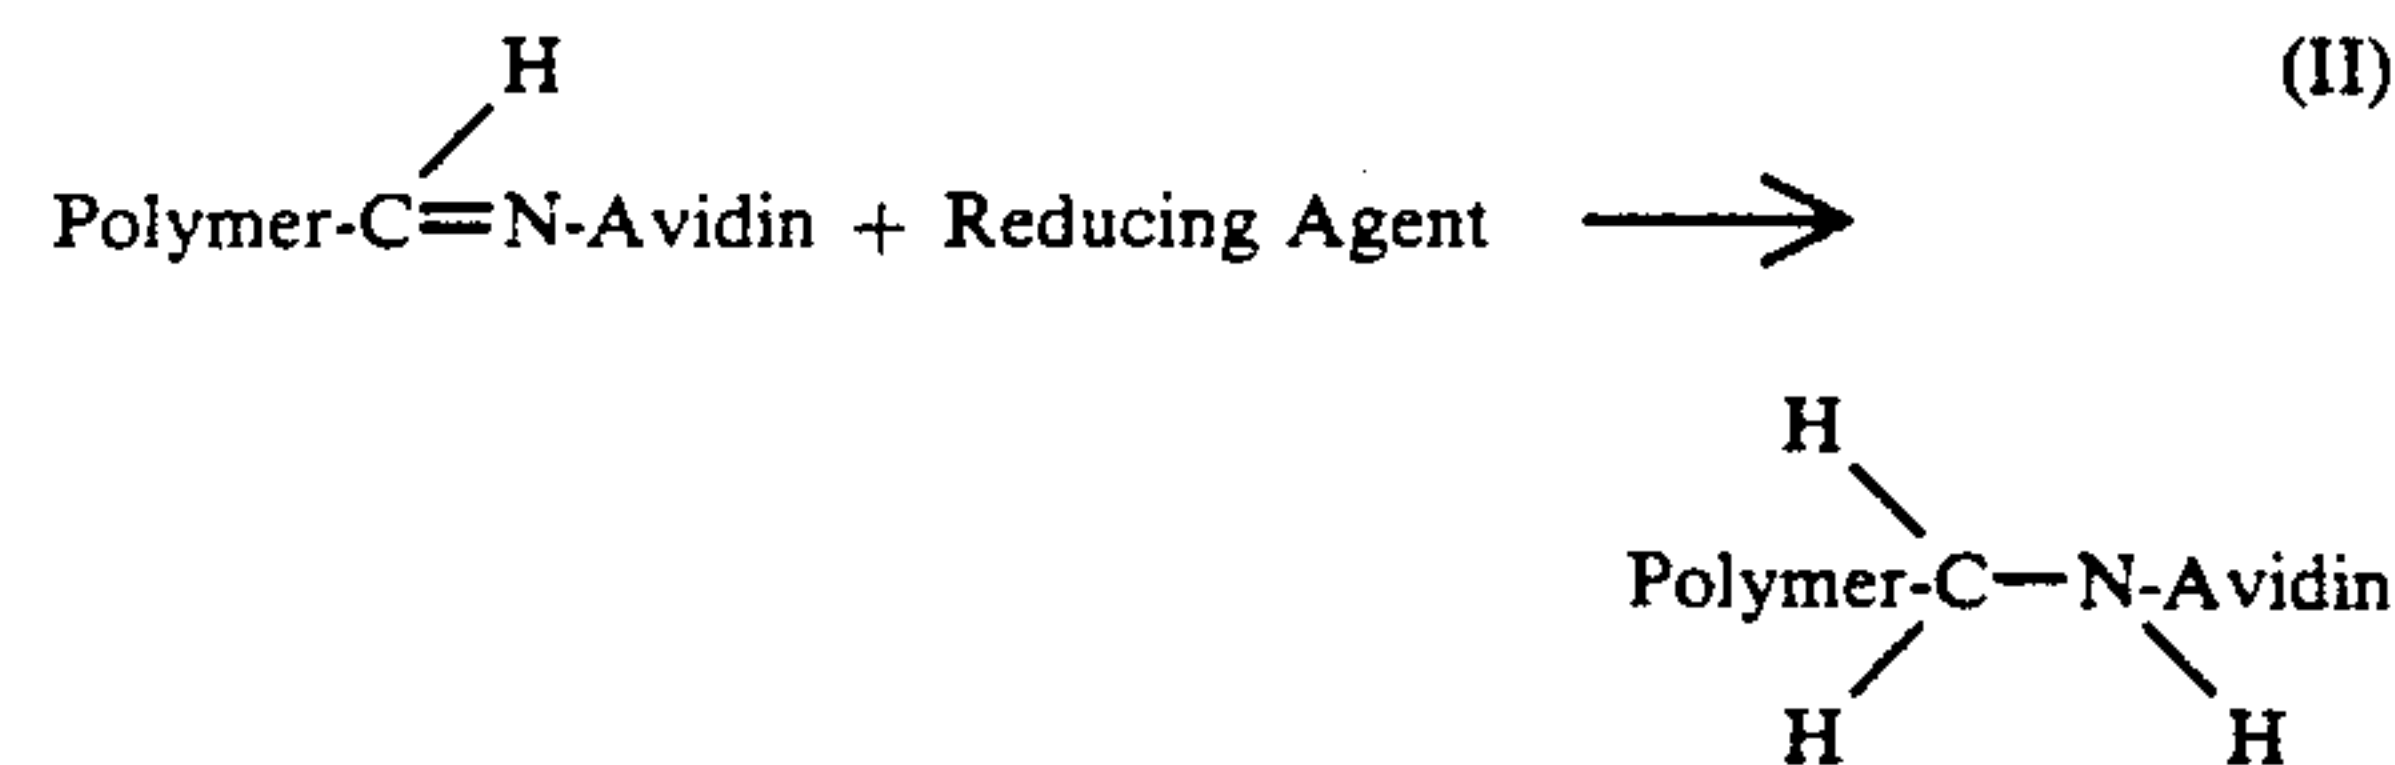 H (II)
Polymer-C=N-Avidin + Reducing Agent →
H
Polymer-C—N-Avidin
H H